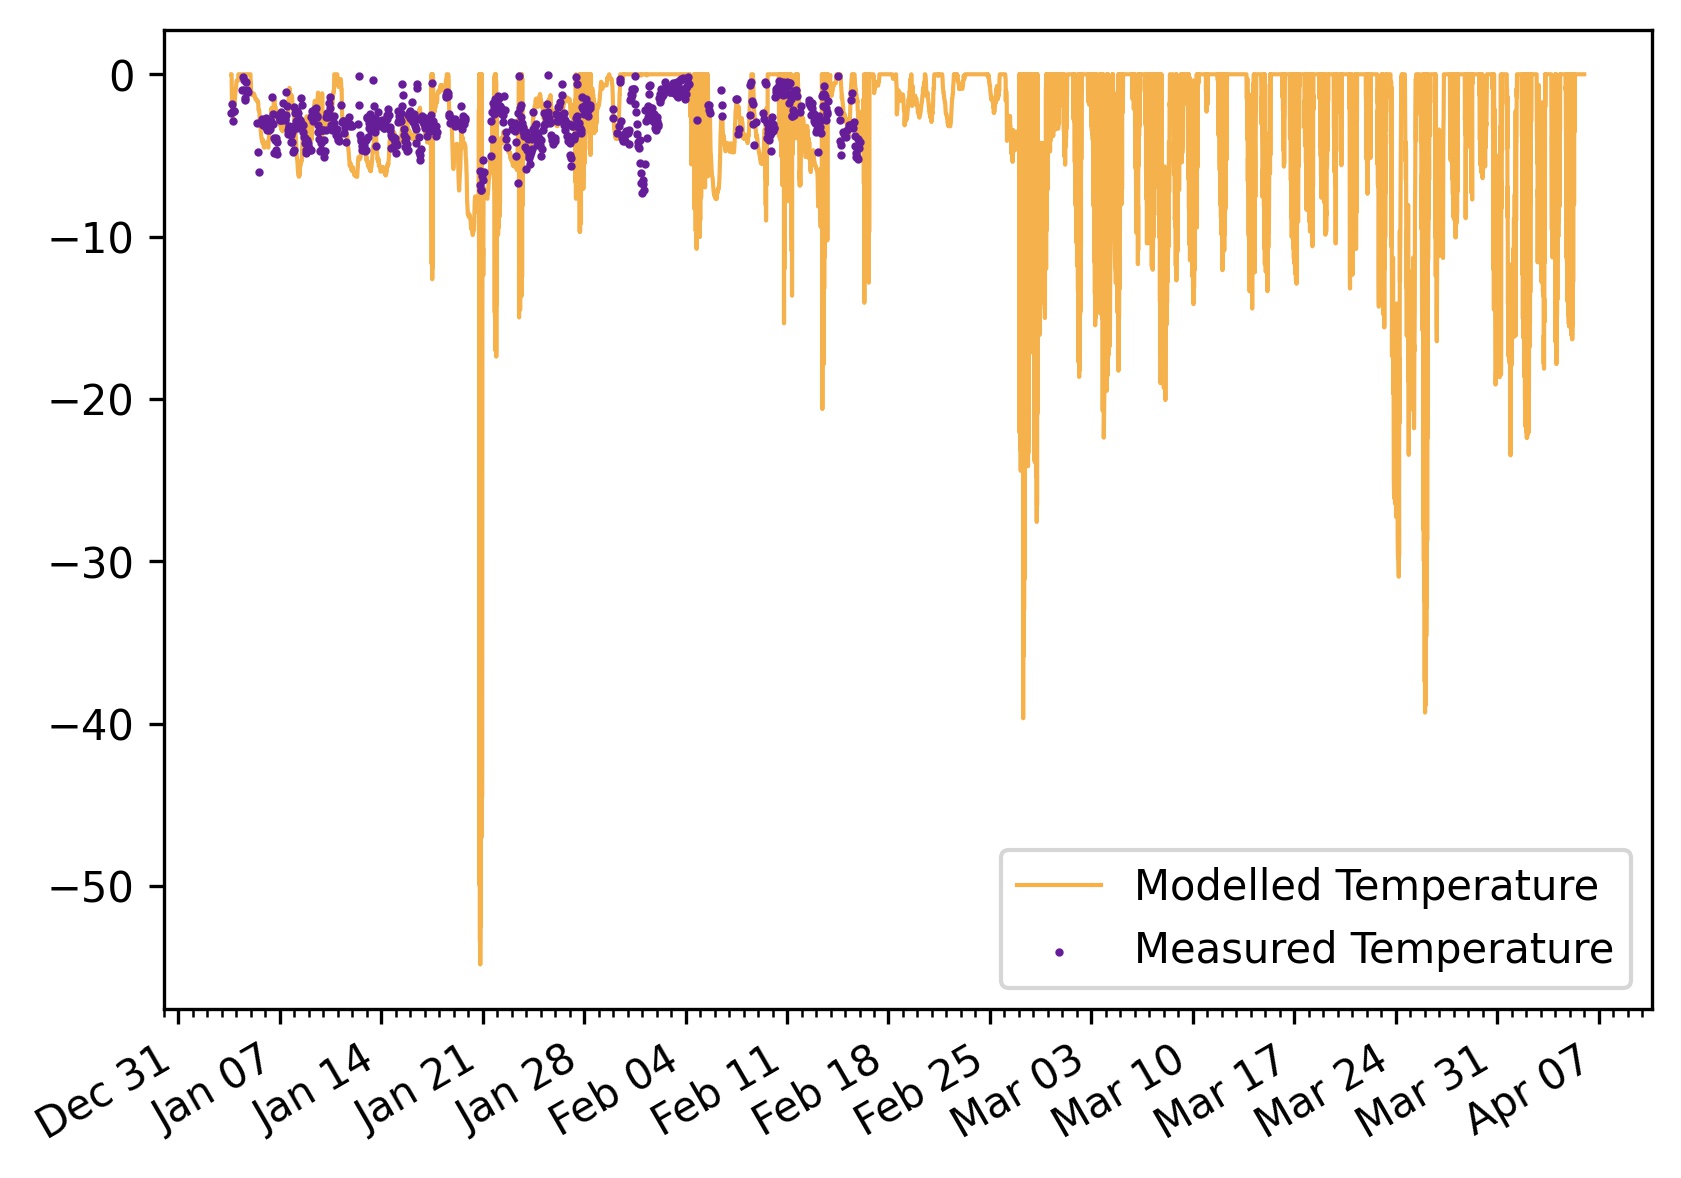 0
−10
−20
−30
−40
−50
Modelled Temperature
Measured Temperature
Dec 31
Jan 07
Jan 14
Jan 21
Jan 28
Feb 04
Feb 11
Feb 18
Feb 25
Mar 03
Mar 10
Mar 17
Mar 24
Mar 31
Apr 07